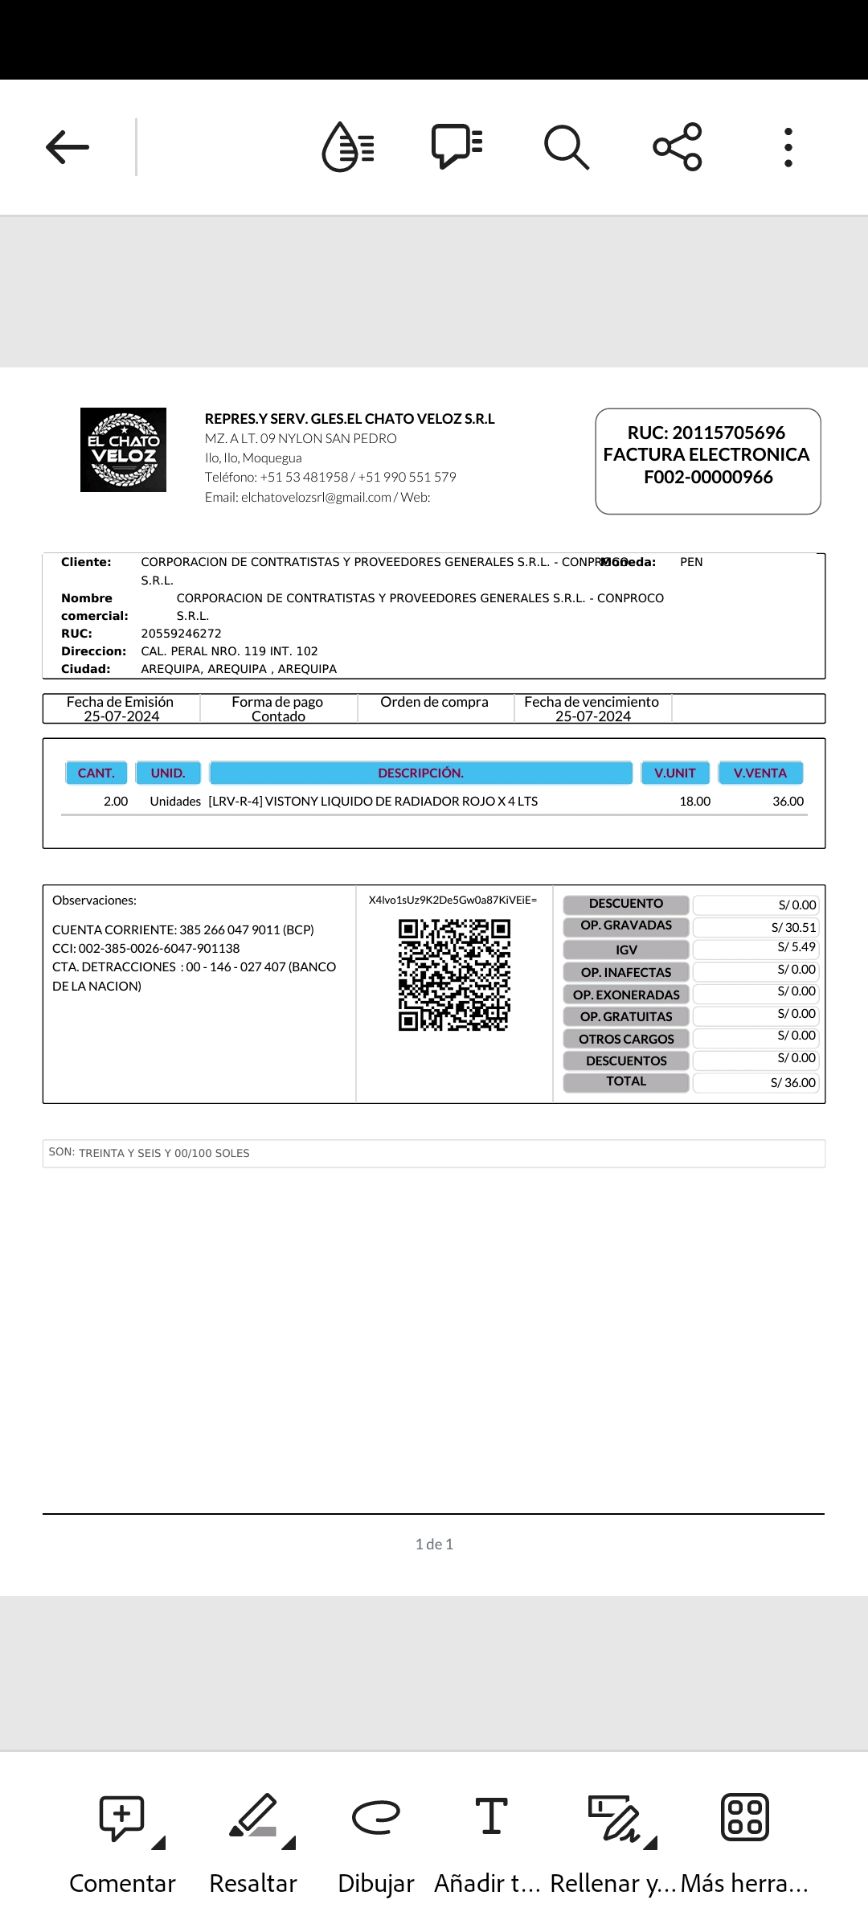 EL CHATO
VELOZ
REPRES.Y SERV. GLES.EL CHATO VELOZ S.R.L
MZ. A LT. 09 NYLON SAN PEDRO
Ilo, Ilo, Moquegua
Teléfono: +51 53 481958 / +51 990 551 579
Email: elchatovelozsrl@gmail.com / Web:
RUC: 20115705696
FACTURA ELECTRONICA
F002-00000966
Cliente: CORPORACION DE CONTRATISTAS Y PROVEEDORES GENERALES S.R.L. - CONPROCO Moneda: PEN
S.R.L.
Nombre CORPORACION DE CONTRATISTAS Y PROVEEDORES GENERALES S.R.L. - CONPROCO
comercial: S.R.L.
RUC: 20559246272
Direccion: CAL. PERAL NRO. 119 INT. 102
Ciudad: AREQUIPA, AREQUIPA , AREQUIPA
Fecha de Emisión Forma de pago Orden de compra Fecha de vencimiento
25-07-2024 Contado 25-07-2024
CANT. UNID. DESCRIPCIÓN. V.UNIT V.VENTA
2.00 Unidades [LRV-R-4] VISTONY LIQUIDO DE RADIADOR ROJO X 4 LTS 18.00 36.00
Observaciones:
CUENTA CORRIENTE: 385 266 047 9011 (BCP)
CCI: 002-385-0026-6047-901138
CTA. DETRACCIONES : 00 - 146 - 027 407 (BANCO
DE LA NACION)
X4lvo1sUz9K2De5Gw0a87KiVEiE=
DESCUENTO S/ 0.00
OP. GRAVADAS S/ 30.51
IGV S/ 5.49
OP. INAFECTAS S/ 0.00
OP. EXONERADAS S/ 0.00
OP. GRATUITAS S/ 0.00
OTROS CARGOS S/ 0.00
DESCUENTOS S/ 0.00
TOTAL S/ 36.00
SON: TREINTA Y SEIS Y 00/100 SOLES
1 de 1
Comentar Resaltar Dibujar Añadir t... Rellenar y... Más herra...